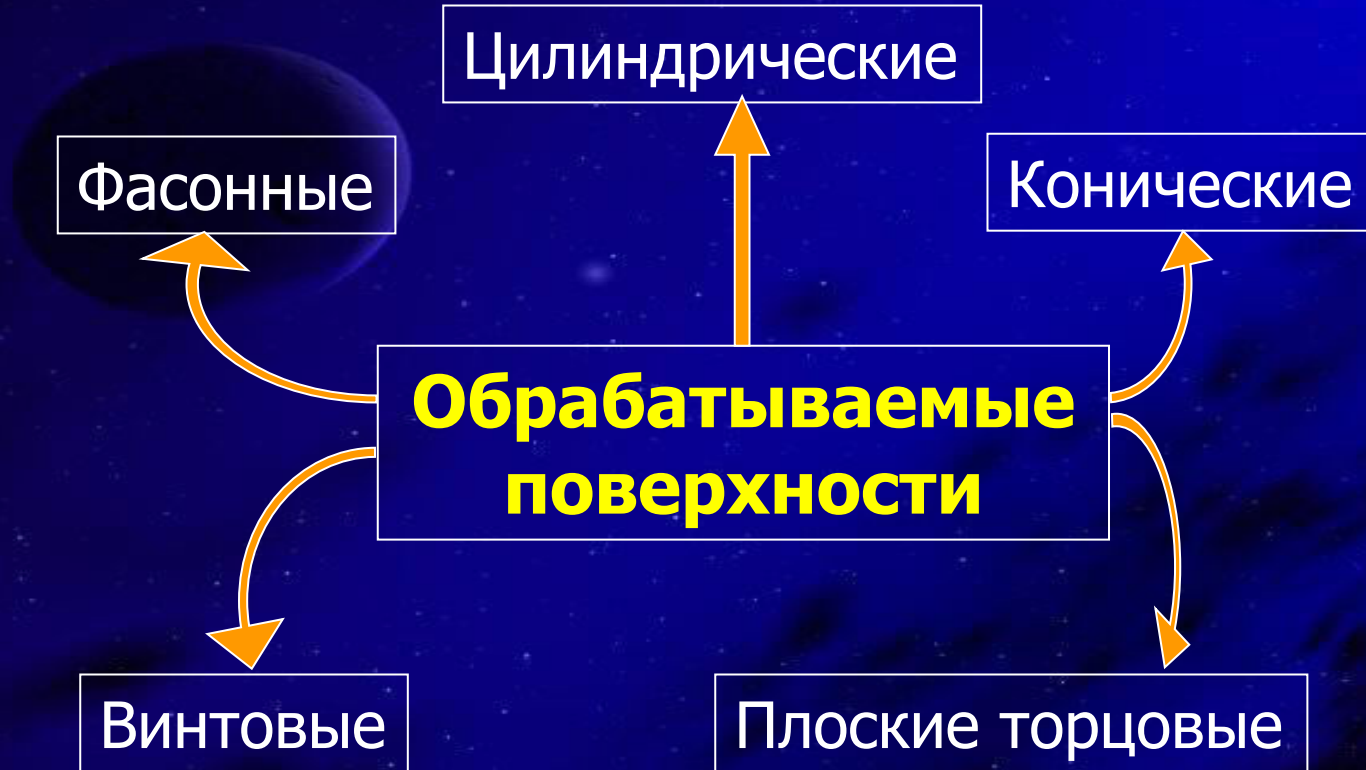 Цилиндрические
Фасонные
Конические
Обрабатываемые
поверхности
Винтовые
Плоские торцовые